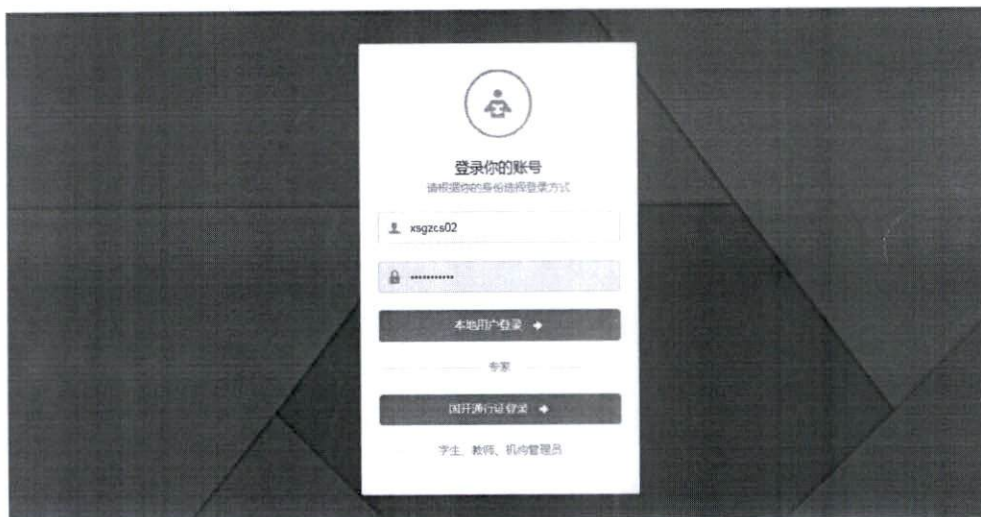 登录你的账号
请根据你的身份选择登录方式
xsgzcs02
•••••••••••
本地用户登录
专家
国开通行证登录
学生、教师、机构管理员